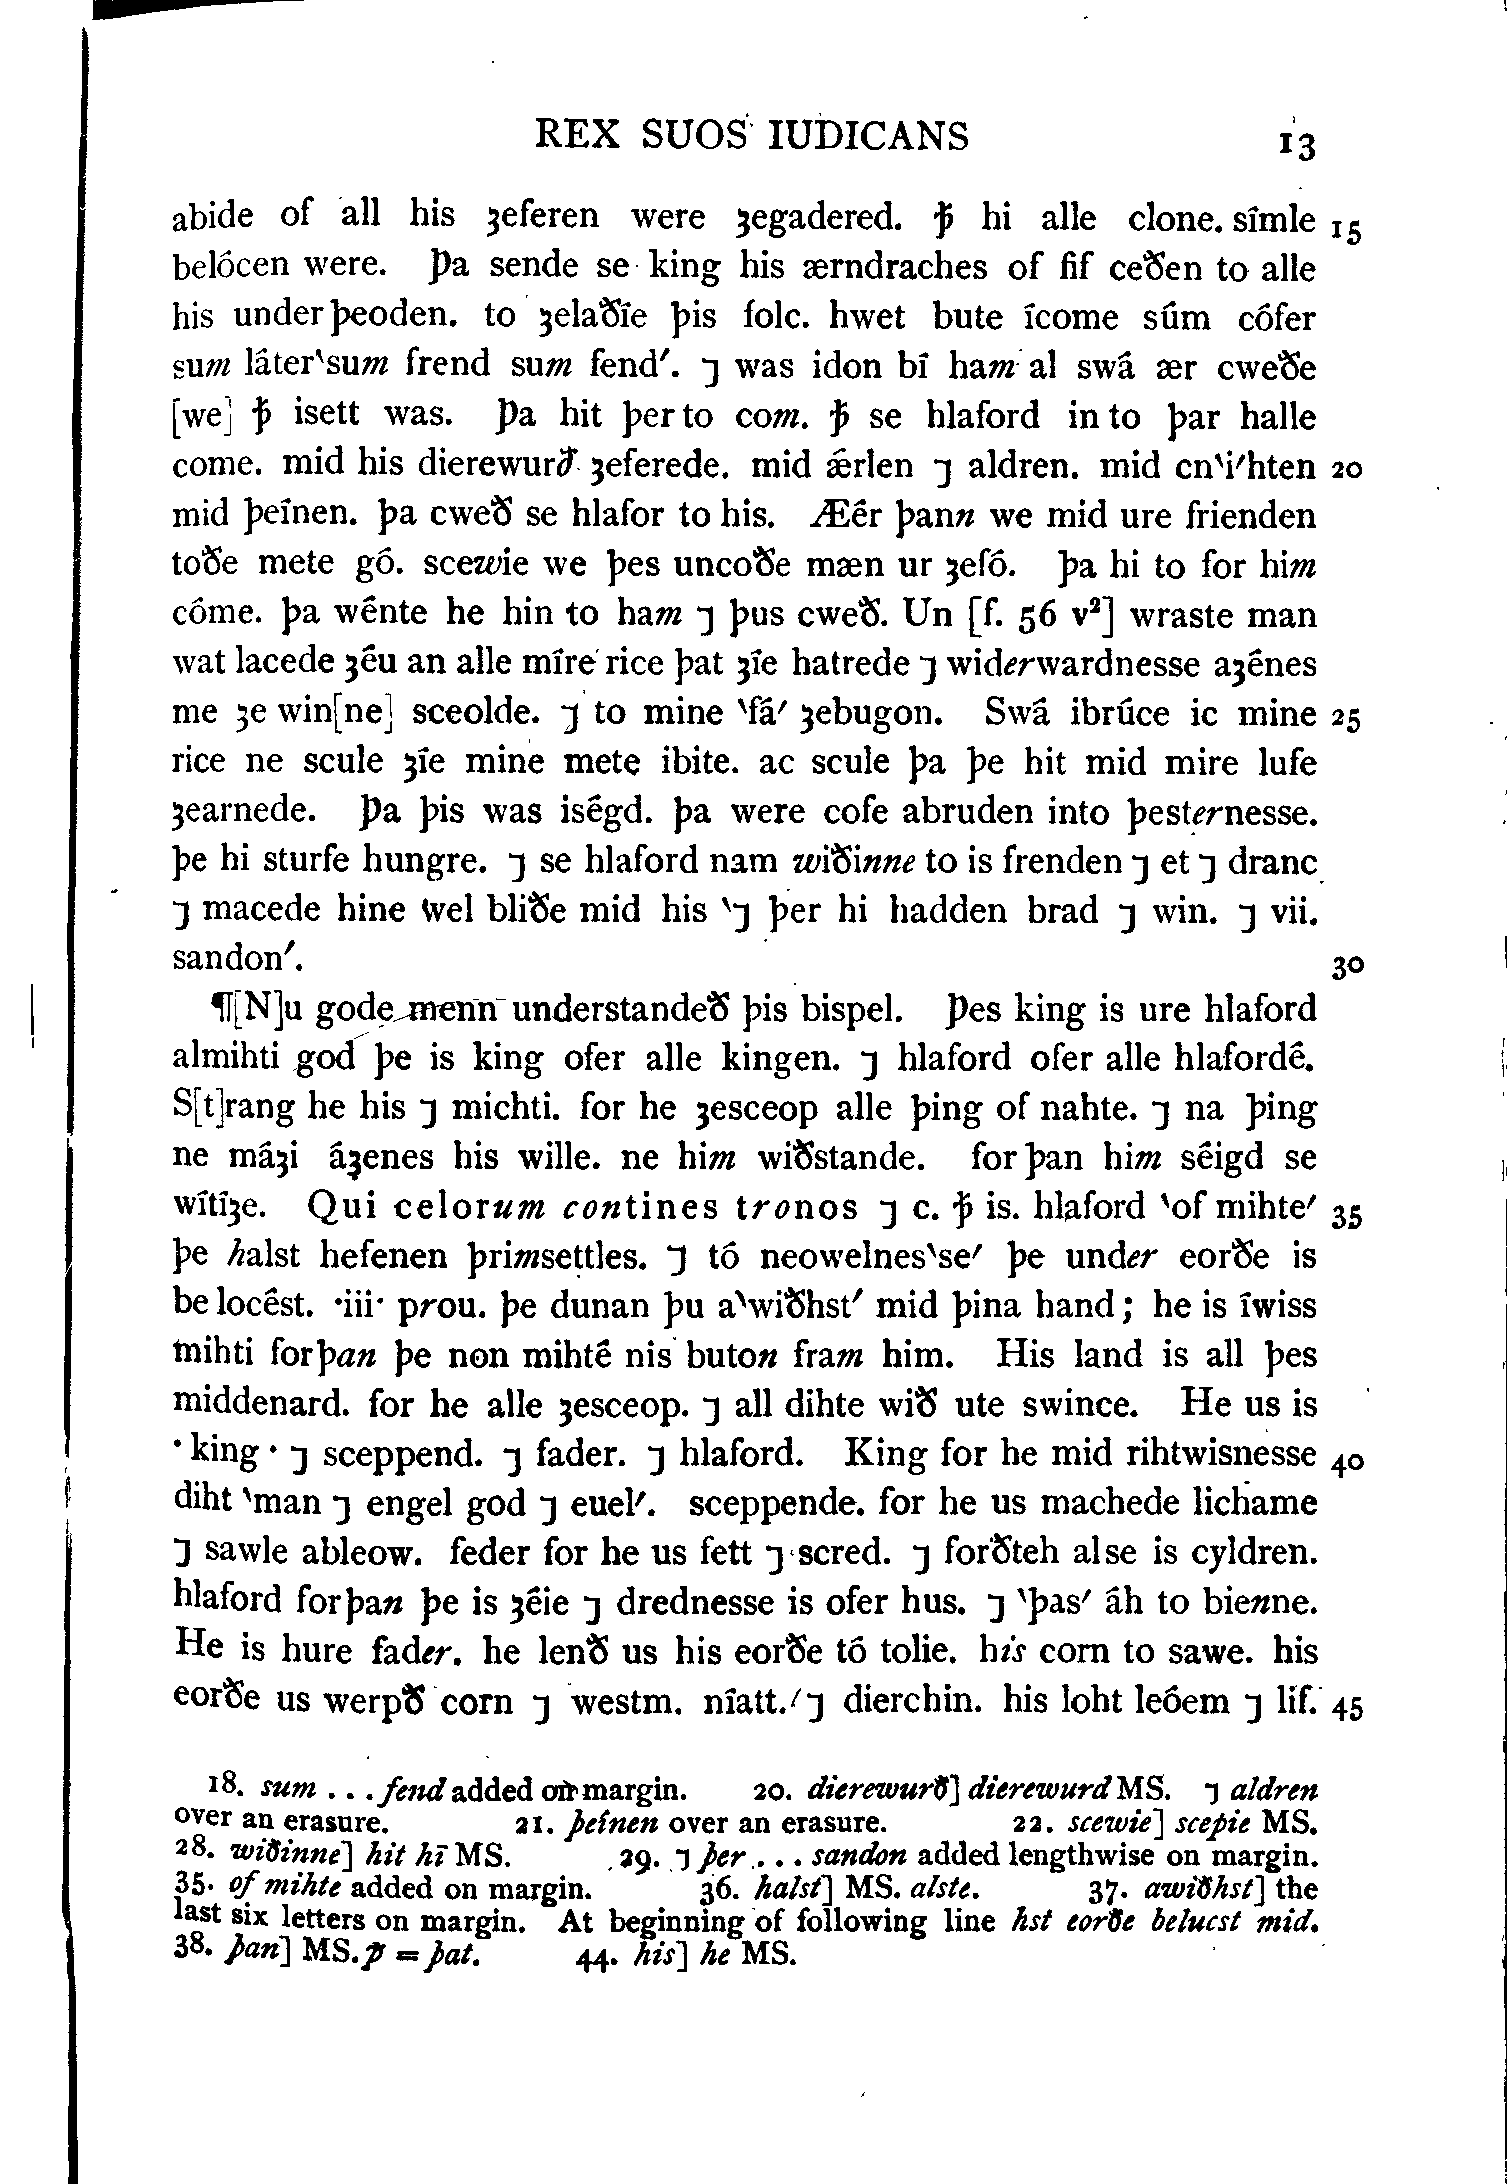 REX SUOS IUDICANS 13
abide of all his ȝeferen were ȝegadered. ꝥ hi alle clone. sîmle 15
belôcen were. Þa sende se king his ærndraches of fif ceðen to alle
his underþeoden. to ȝelaðîe þis folc. hwet bute îcome sûm côfer
sum lâter‵sum frend sum fend′. ⁊ was idon bî ham al swâ ær cweðe
[we] ꝥ isett was. Þa hit þer to com. ꝥ se hlaford in to þar halle
come. mid his dierewurð ȝeferede. mid ǽrlen ⁊ aldren. mid cn‵i′hten 20
mid þeînen. þa cweð se hlafor to his. Æêr þann we mid ure frienden
toðe mete gô. scewie we þes uncoðe mæn ur ȝefô. þa hi to for him
côme. þa wênte he hin to ham ⁊ þus cweð. Un [f. 56 v²] wraste man
wat lacede ȝêu an alle mîre rice þat ȝîe hatrede ⁊ widerwardnesse aȝênes
me ȝe win[ne] sceolde. ⁊ to mine ‵fâ′ ȝebugon. Swâ ibrûce ic mine 25
rice ne scule ȝîe mine mete ibite. ac scule þa þe hit mid mire lufe
ȝearnede. Þa þis was isêgd. þa were cofe abruden into þesternesse.
þe hi sturfe hungre. ⁊ se hlaford nam wiðinne to is frenden ⁊ et ⁊ dranc
⁊ macede hine wel bliðe mid his ‵⁊ þer hi hadden brad ⁊ win. ⁊ vii.
sandon′. 30
¶[N]u gode menn understandeð þis bispel. Þes king is ure hlaford
almihti god þe is king ofer alle kingen. ⁊ hlaford ofer alle hlafordê.
S[t]rang he his ⁊ michti. for he ȝesceop alle þing of nahte. ⁊ na þing
ne mâȝi âȝenes his wille. ne him wiðstande. for þan him sêigd se
wîtîȝe. Qui celorum contines tronos ⁊ c. ꝥ is. hlaford ‵of mihte′ 35
þe halst hefenen þrimsettles. ⁊ tô neowelnes‵se′ þe under eorðe is
be locêst. ·iii· prou. þe dunan þu a‵wiðhst′ mid þina hand; he is îwiss
mihti forþan þe non mihtê nis buton fram him. His land is all þes
middenard. for he alle ȝesceop. ⁊ all dihte wið ute swince. He us is
·king· ⁊ sceppend. ⁊ fader. ⁊ hlaford. King for he mid rihtwisnesse 40
diht ‵man ⁊ engel god ⁊ euel′. sceppende. for he us machede lichame
⁊ sawle ableow. feder for he us fett ⁊ scred. ⁊ forðteh alse is cyldren.
hlaford forþan þe is ȝêie ⁊ drednesse is ofer hus. ⁊ ‵þas′ âh to bienne.
He is hure fader. he lenð us his eorðe tô tolie. his corn to sawe. his
eorðe us werpð corn ⁊ westm. nîatt. ⁊ dierchin. his loht leôem ⁊ lif. 45
18. sum . . . fend added on margin. 20. dierewurð] dierewurd MS. ⁊ aldren
over an erasure. 21. þeînen over an erasure. 22. scewie] sceþie MS.
28. wiðinne] hit hī MS. 29. ⁊ þer . . . sandon added lengthwise on margin.
35. of mihte added on margin. 36. halst] MS. alste. 37. awiðhst] the
last six letters on margin. At beginning of following line hst eorðe belucst mid.
38. þan] MS. ꝥ = þat. 44. his] he MS.